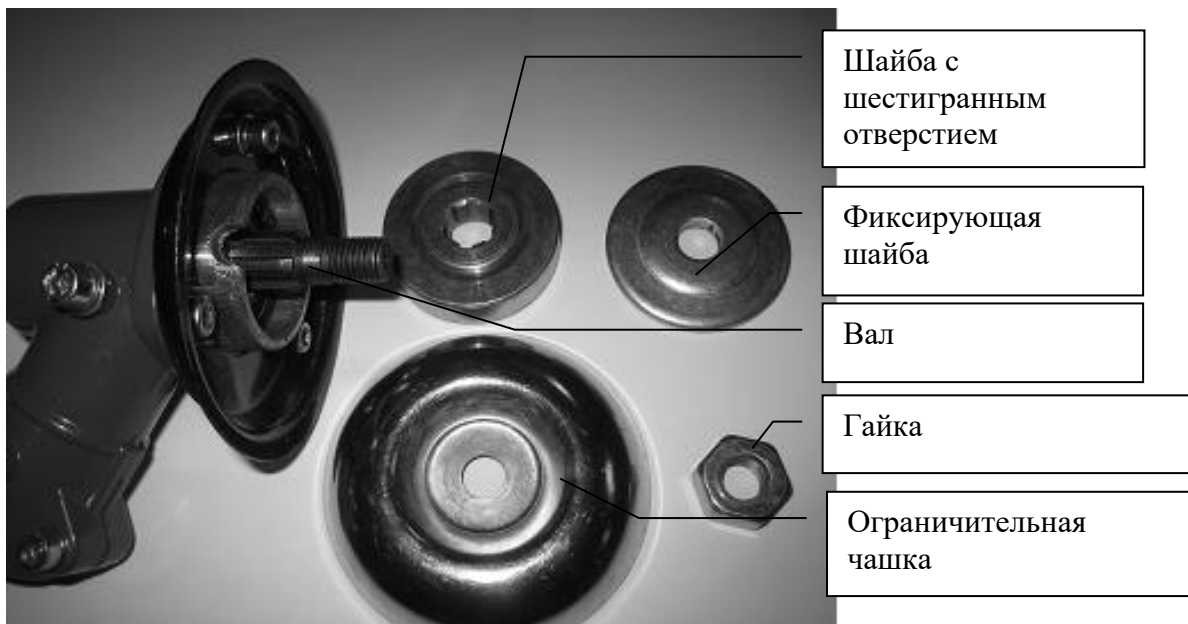 Шайба с
шестигранным
отверстием
Фиксирующая
шайба
Вал
Гайка
Ограничительная
чашка